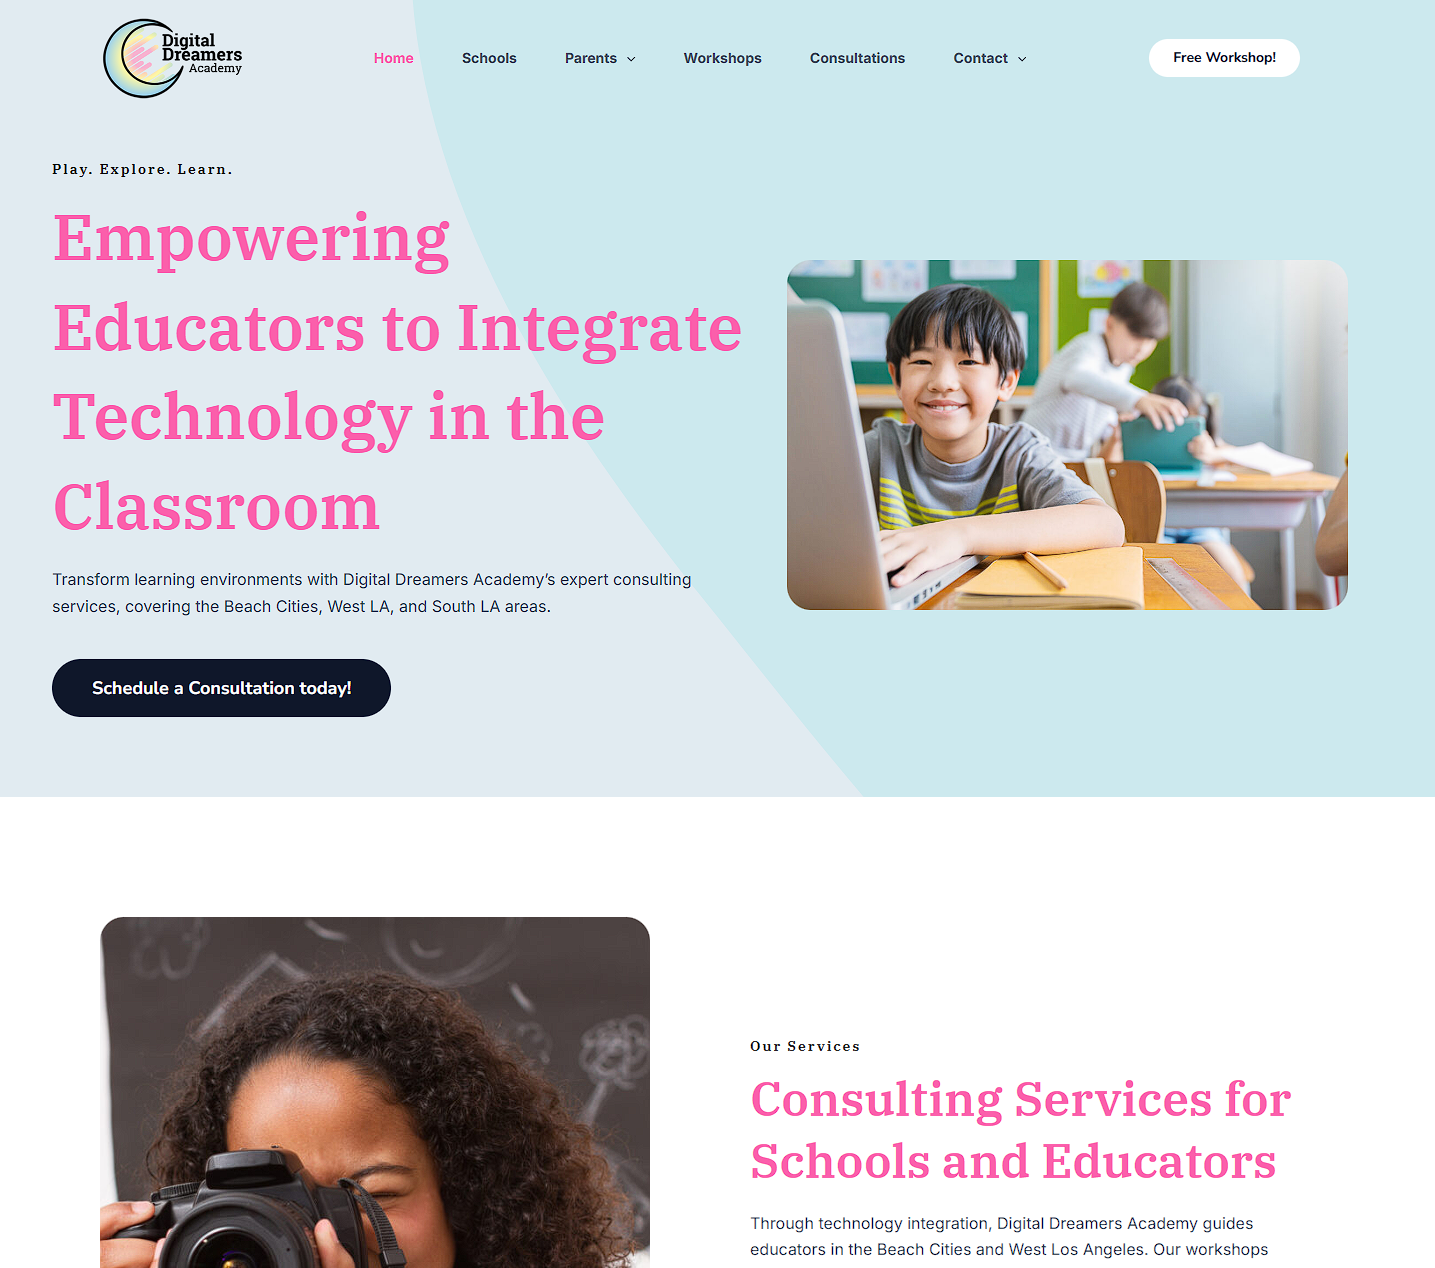 Digital
Dreamers
Academy
Home
Schools
Parents
Workshops
Consultations
Contact
Free Workshop!
Play. Explore. Learn.
Empowering
Educators to Integrate
Technology in the
Classroom
Transform learning environments with Digital Dreamers Academy’s expert consulting
services, covering the Beach Cities, West LA, and South LA areas.
Schedule a Consultation today!
Our Services
Consulting Services for
Schools and Educators
Through technology integration, Digital Dreamers Academy guides
educators in the Beach Cities and West Los Angeles. Our workshops